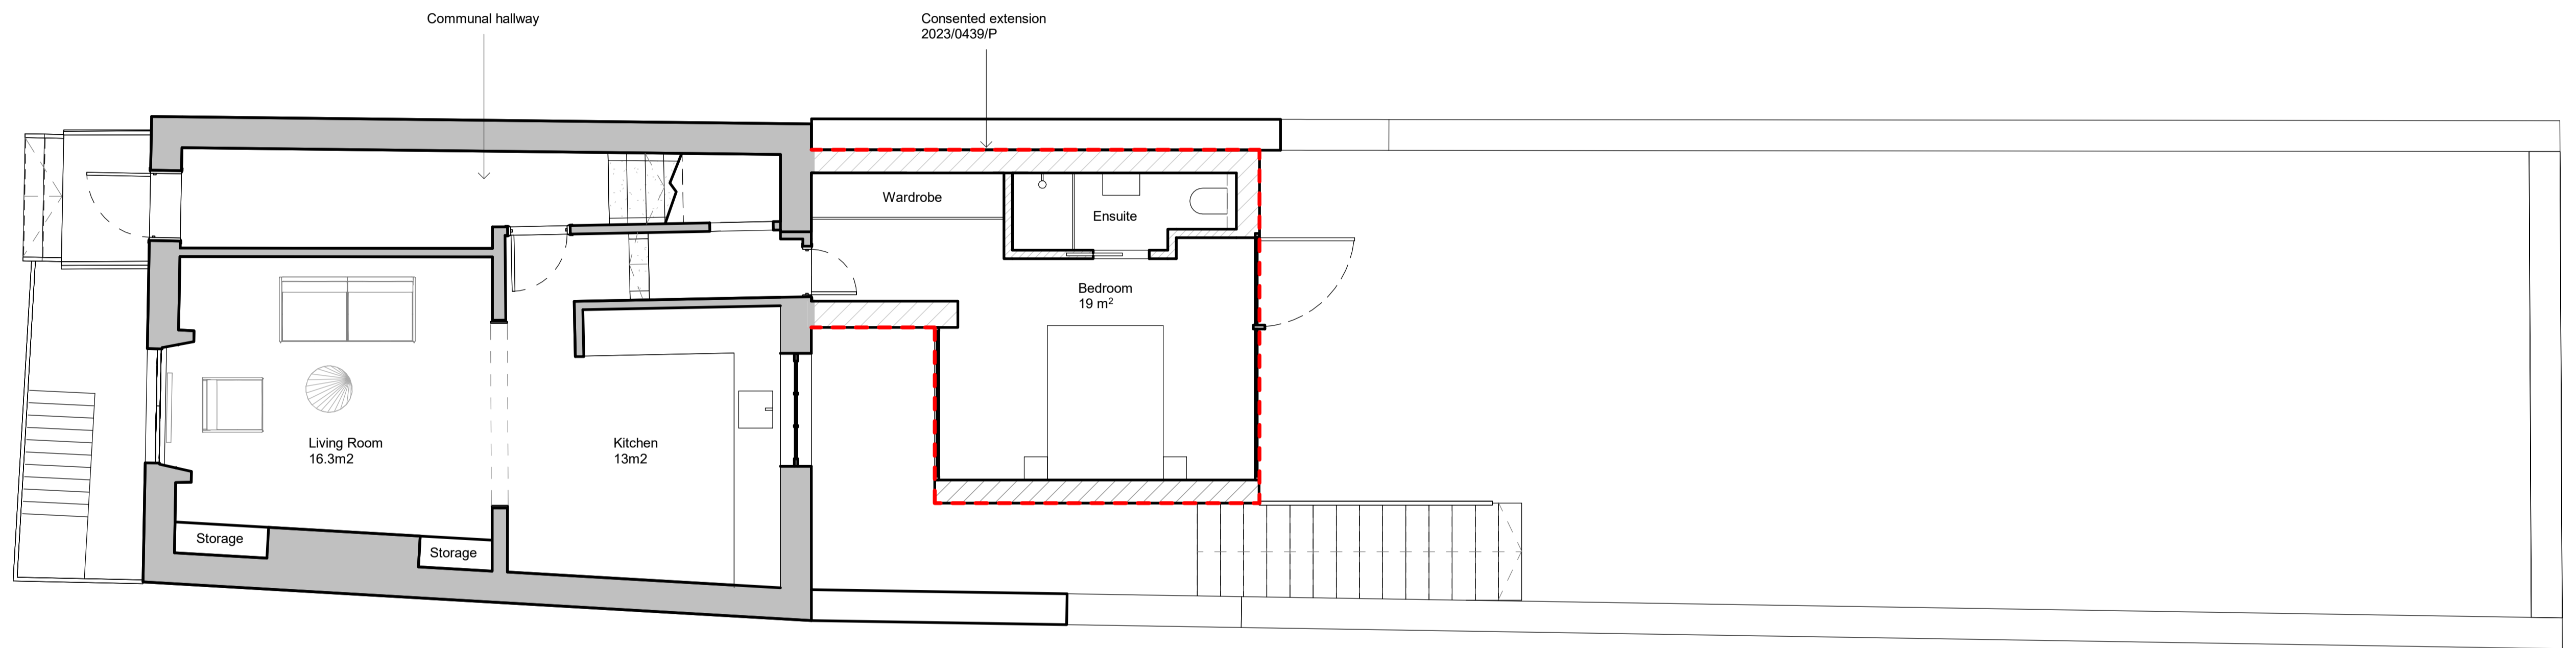 Communal hallway
Consented extension
2023/0439/P
Wardrobe
Ensuite
Bedroom
19 m²
Living Room
16.3m2
Kitchen
13m2
Storage
Storage